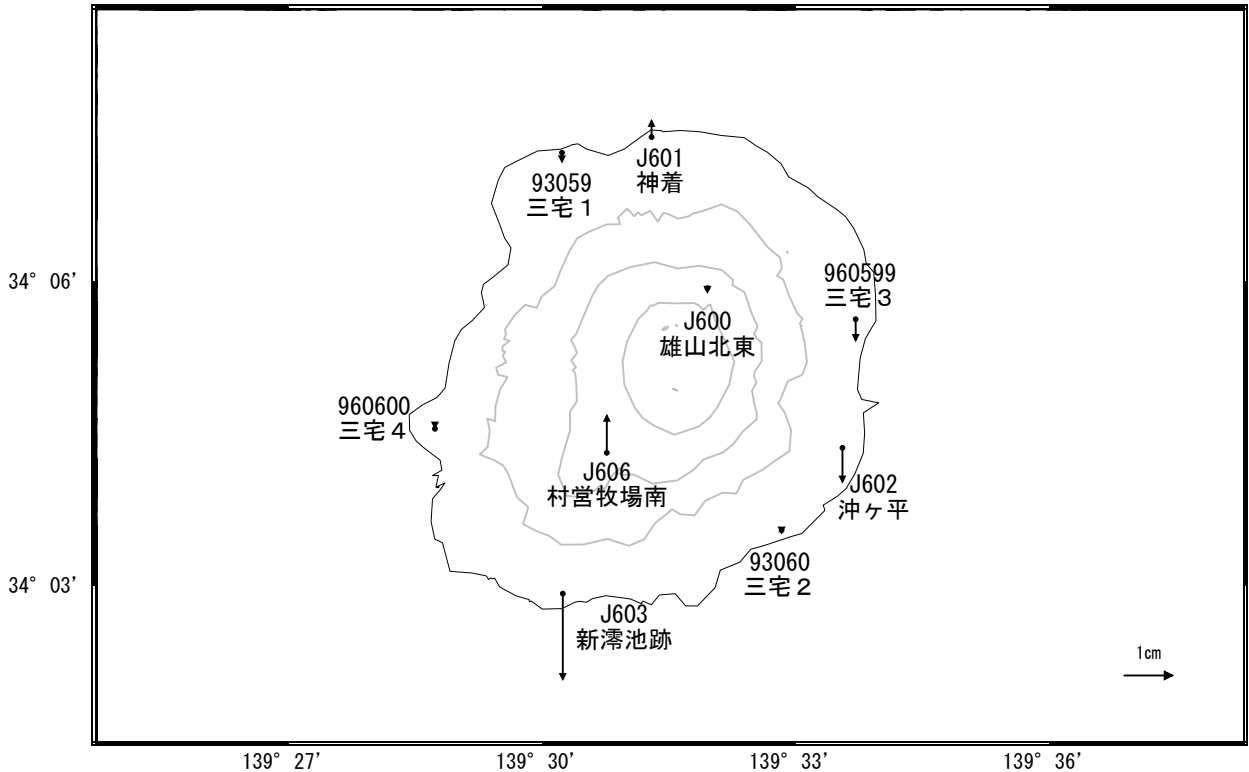 J601
神着
93059
三宅１
34° 06'
960599
三宅３
J600
雄山北東
960600
三宅４
J606
村営牧場南
J602
沖ヶ平
93060
三宅２
34° 03'
J603
新澪池跡
1cm
139° 27'
139° 30'
139° 33'
139° 36'